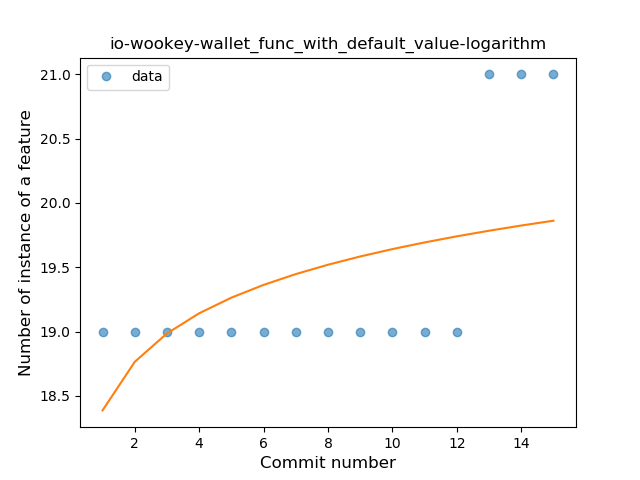 io-wookey-wallet_func_with_default_value-logarithm
data
Number of instance of a feature
21.0
20.5
20.0
19.5
19.0
18.5
2 4 6 8 10 12 14
Commit number